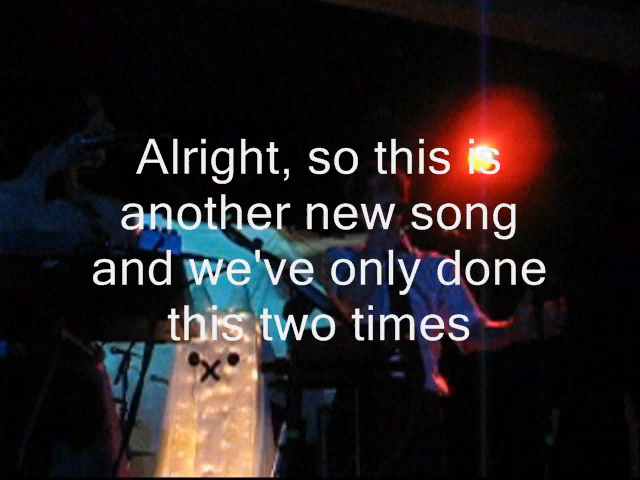 Alright, so this is
another new song
and we've only done
this two times